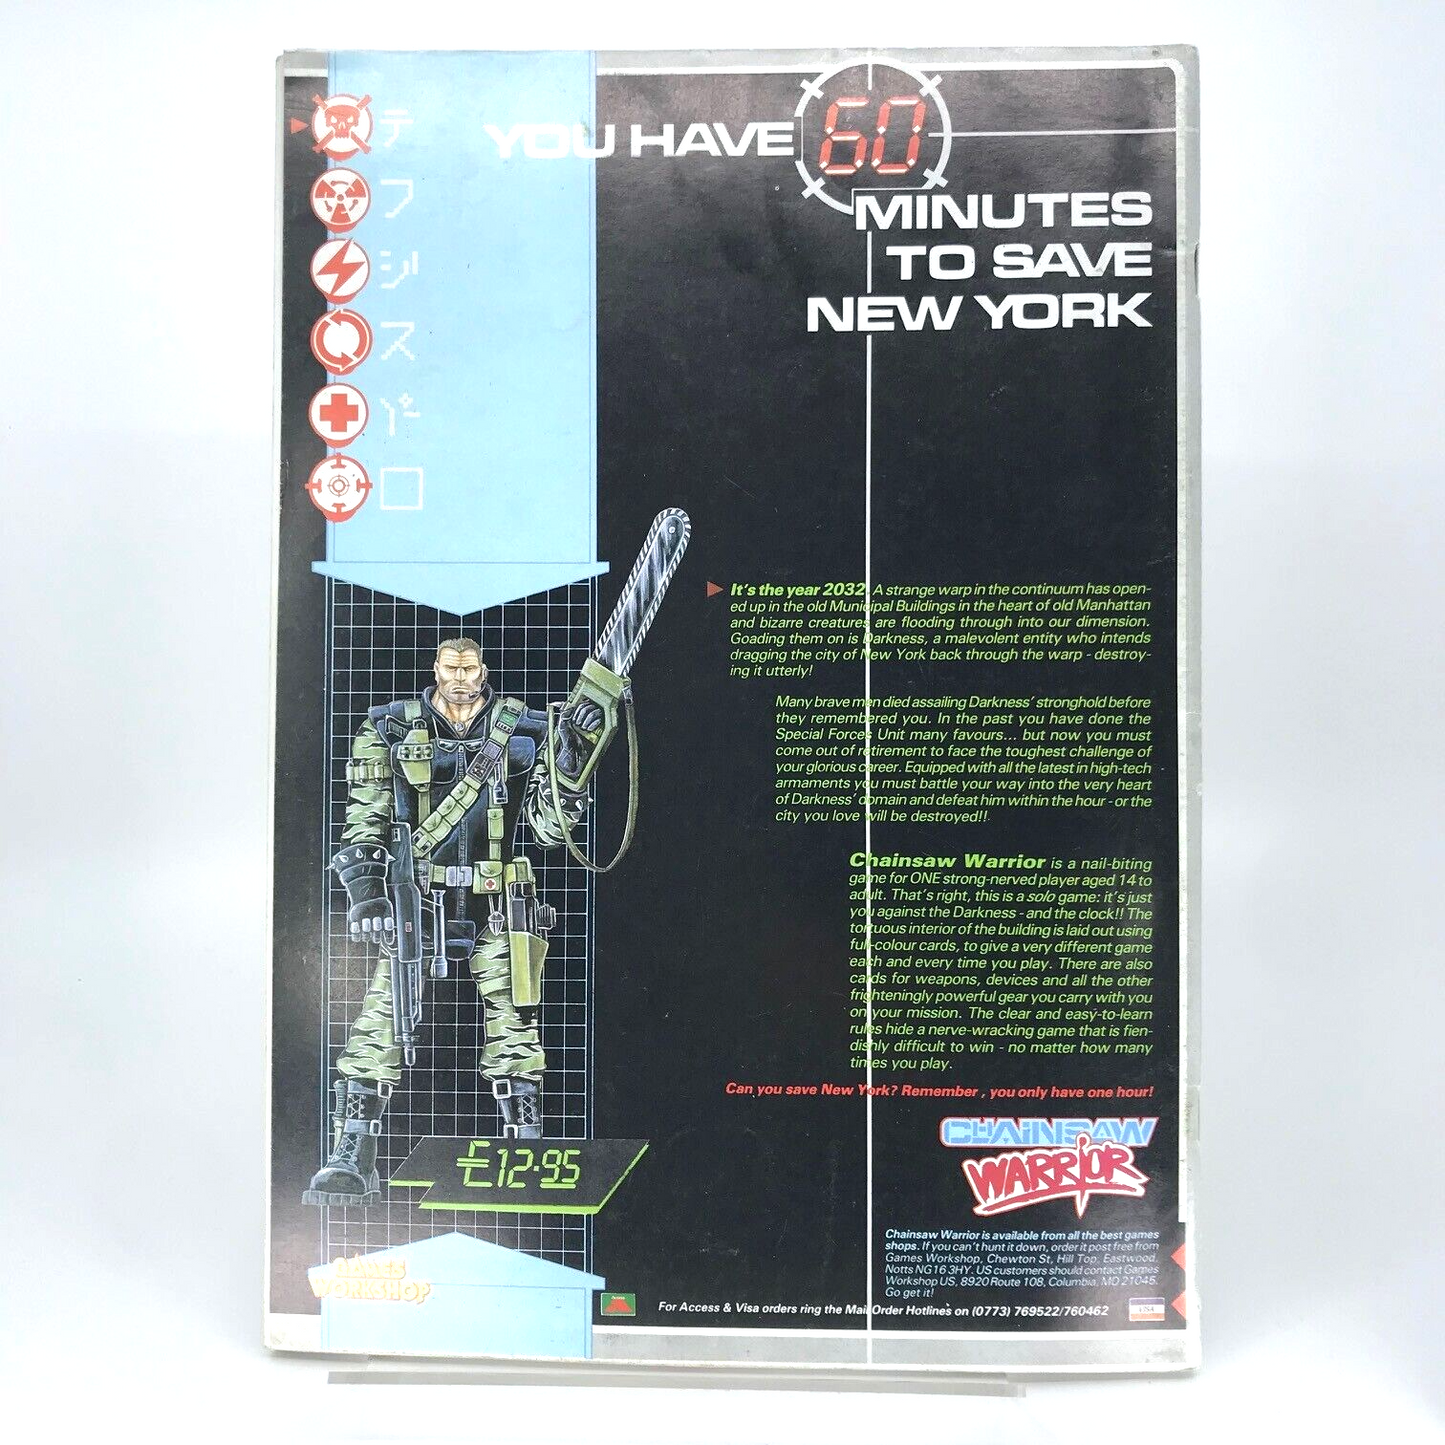 YOU HAVE 60
MINUTES
TO SAVE
NEW YORK
テ
フ
ジ
ス
パ
ロ
It's the year 2032. A strange warp in the continuum has open-
ed up in the old Municipal Buildings in the heart of old Manhattan
and bizarre creatures are flooding through into our dimension.
Goading them on is Darkness, a malevolent entity who intends
dragging the city of New York back through the warp - destroy-
ing it utterly!
Many brave men died assailing Darkness' stronghold before
they remembered you. In the past you have done the
Special Forces Unit many favours... but now you must
come out of retirement to face the toughest challenge of
your glorious career. Equipped with all the latest in high-tech
armaments you must battle your way into the very heart
of Darkness' domain and defeat him within the hour - or the
city you love will be destroyed!!
Chainsaw Warrior is a nail-biting
game for ONE strong-nerved player aged 14 to
adult. That's right, this is a solo game: it's just
you against the Darkness - and the clock!! The
tortuous interior of the building is laid out using
full-colour cards, to give a very different game
each and every time you play. There are also
cards for weapons, devices and all the other
frighteningly powerful gear you carry with you
on your mission. The clear and easy-to-learn
rules hide a nerve-wracking game that is fien-
dishly difficult to win - no matter how many
times you play.
Can you save New York? Remember, you only have one hour!
CHAINSAW
WARRIOR
£12.95
Chainsaw Warrior is available from all the best games
shops. If you can't hunt it down, order it post free from
Games Workshop, Chewton St, Hill Top, Eastwood,
Notts NG16 3HY. US customers should contact Games
Workshop US, 8920 Route 108, Columbia, MO 21045.
Go get it!
GAMES
WORKSHOP
Access
For Access & Visa orders ring the Mail Order Hotlines on (0773) 769522/760462
VISA